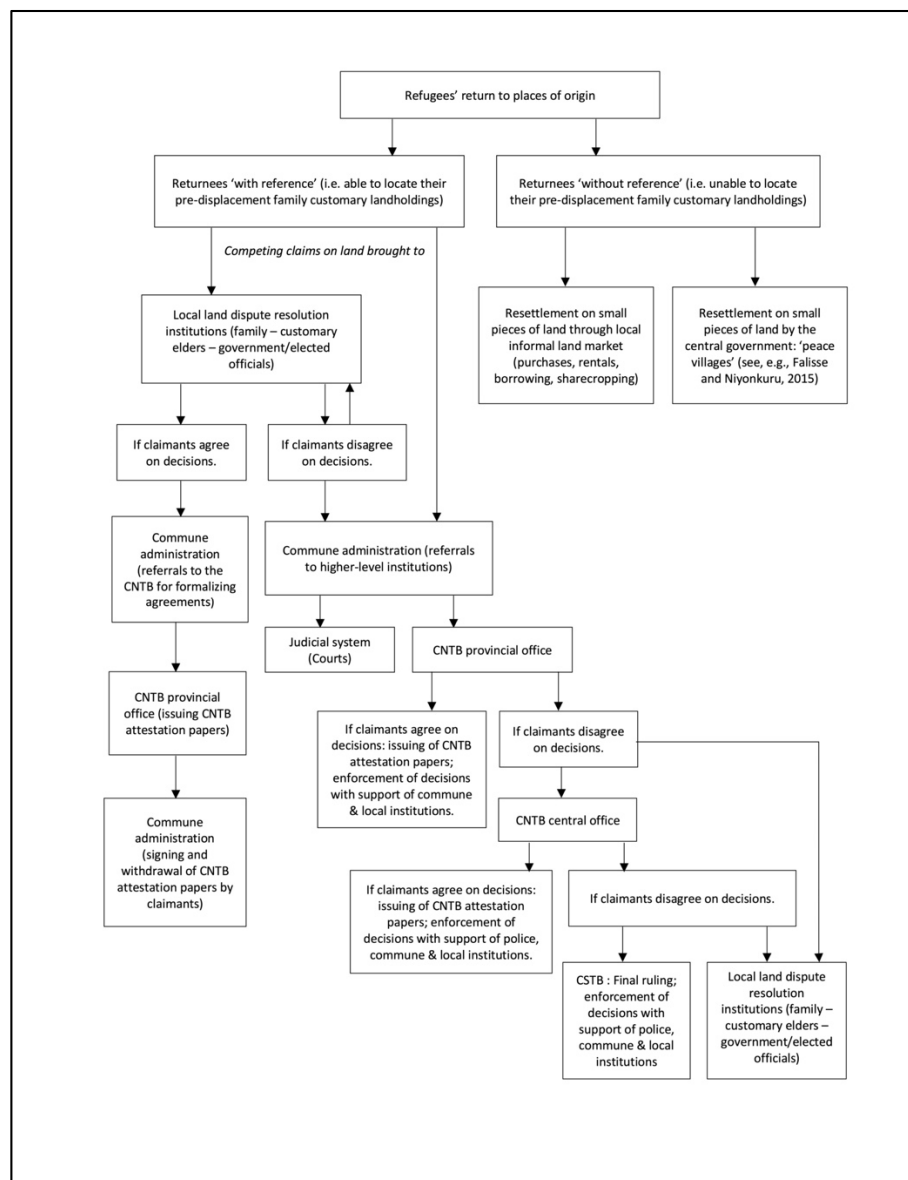 Refugees’ return to places of origin
Returnees ‘with reference’ (i.e. able to locate their
pre-displacement family customary landholdings)
Returnees ‘without reference’ (i.e. unable to locate
their pre-displacement family customary landholdings)
Competing claims on land brought to
Local land dispute resolution
institutions (family – customary
elders – government/elected
officials)
Resettlement on small
pieces of land through local
informal land market
(purchases, rentals,
borrowing, sharecropping)
Resettlement on small
pieces of land by the
central government: ‘peace
villages’ (see, e.g., Falisse
and Niyonkuru, 2015)
If claimants agree
on decisions.
If claimants disagree
on decisions.
Commune
administration
(referrals to the
CNTB for formalizing
agreements)
Commune administration (referrals
to higher-level institutions)
Judicial system
(Courts)
CNTB provincial office
CNTB provincial
office (issuing CNTB
attestation papers)
If claimants agree on
decisions: issuing of CNTB
attestation papers;
enforcement of decisions
with support of commune
& local institutions.
If claimants disagree
on decisions.
CNTB central office
Commune
administration
(signing and
withdrawal of CNTB
attestation papers by
claimants)
If claimants agree on decisions:
issuing of CNTB attestation
papers; enforcement of
decisions with support of police,
commune & local institutions.
If claimants disagree on decisions.
CSTB : Final ruling;
enforcement of
decisions with
support of police,
commune & local
institutions
Local land dispute
resolution
institutions (family –
customary elders –
government/elected
officials)